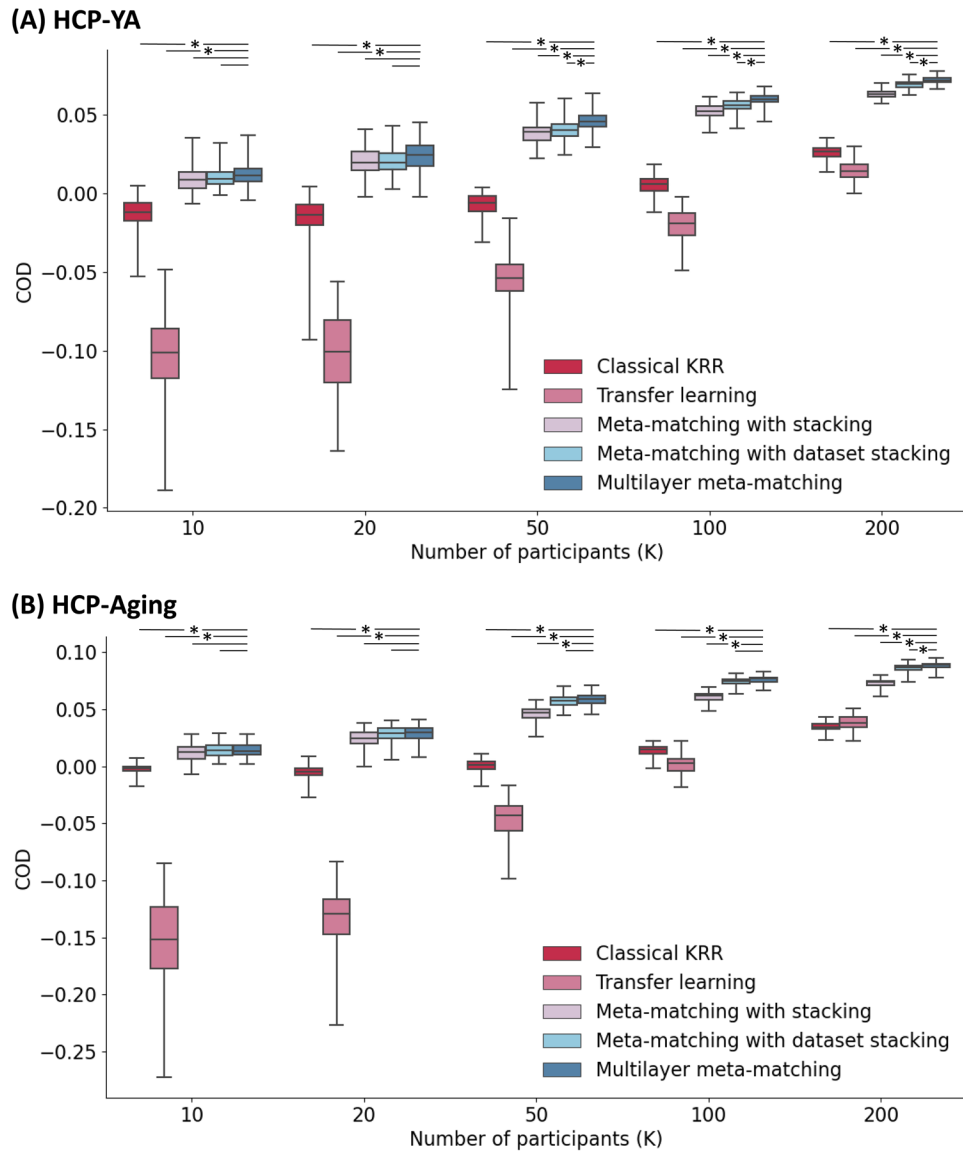 (A) HCP-YA
* * * * *
* * * * *
* * *
* * *
0.05
0.00
−0.05
−0.10
−0.15
−0.20
COD
Classical KRR
Transfer learning
Meta-matching with stacking
Meta-matching with dataset stacking
Multilayer meta-matching
10 20 50 100 200
Number of participants (K)
(B) HCP-Aging
* * * * *
* * * * *
* * *
* * *
0.10
0.05
0.00
−0.05
−0.10
−0.15
−0.20
−0.25
COD
Classical KRR
Transfer learning
Meta-matching with stacking
Meta-matching with dataset stacking
Multilayer meta-matching
10 20 50 100 200
Number of participants (K)